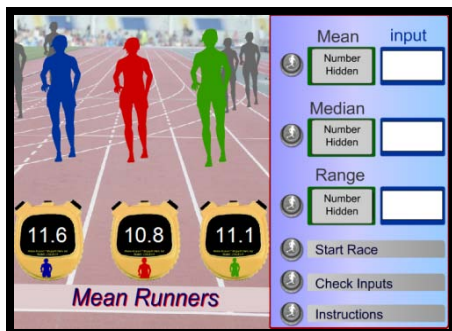 Mean input
Number
Hidden
Median
Number
Hidden
Range
Number
Hidden
11.6 10.8 11.1
Start Race
Check Inputs
Instructions
Mean Runners